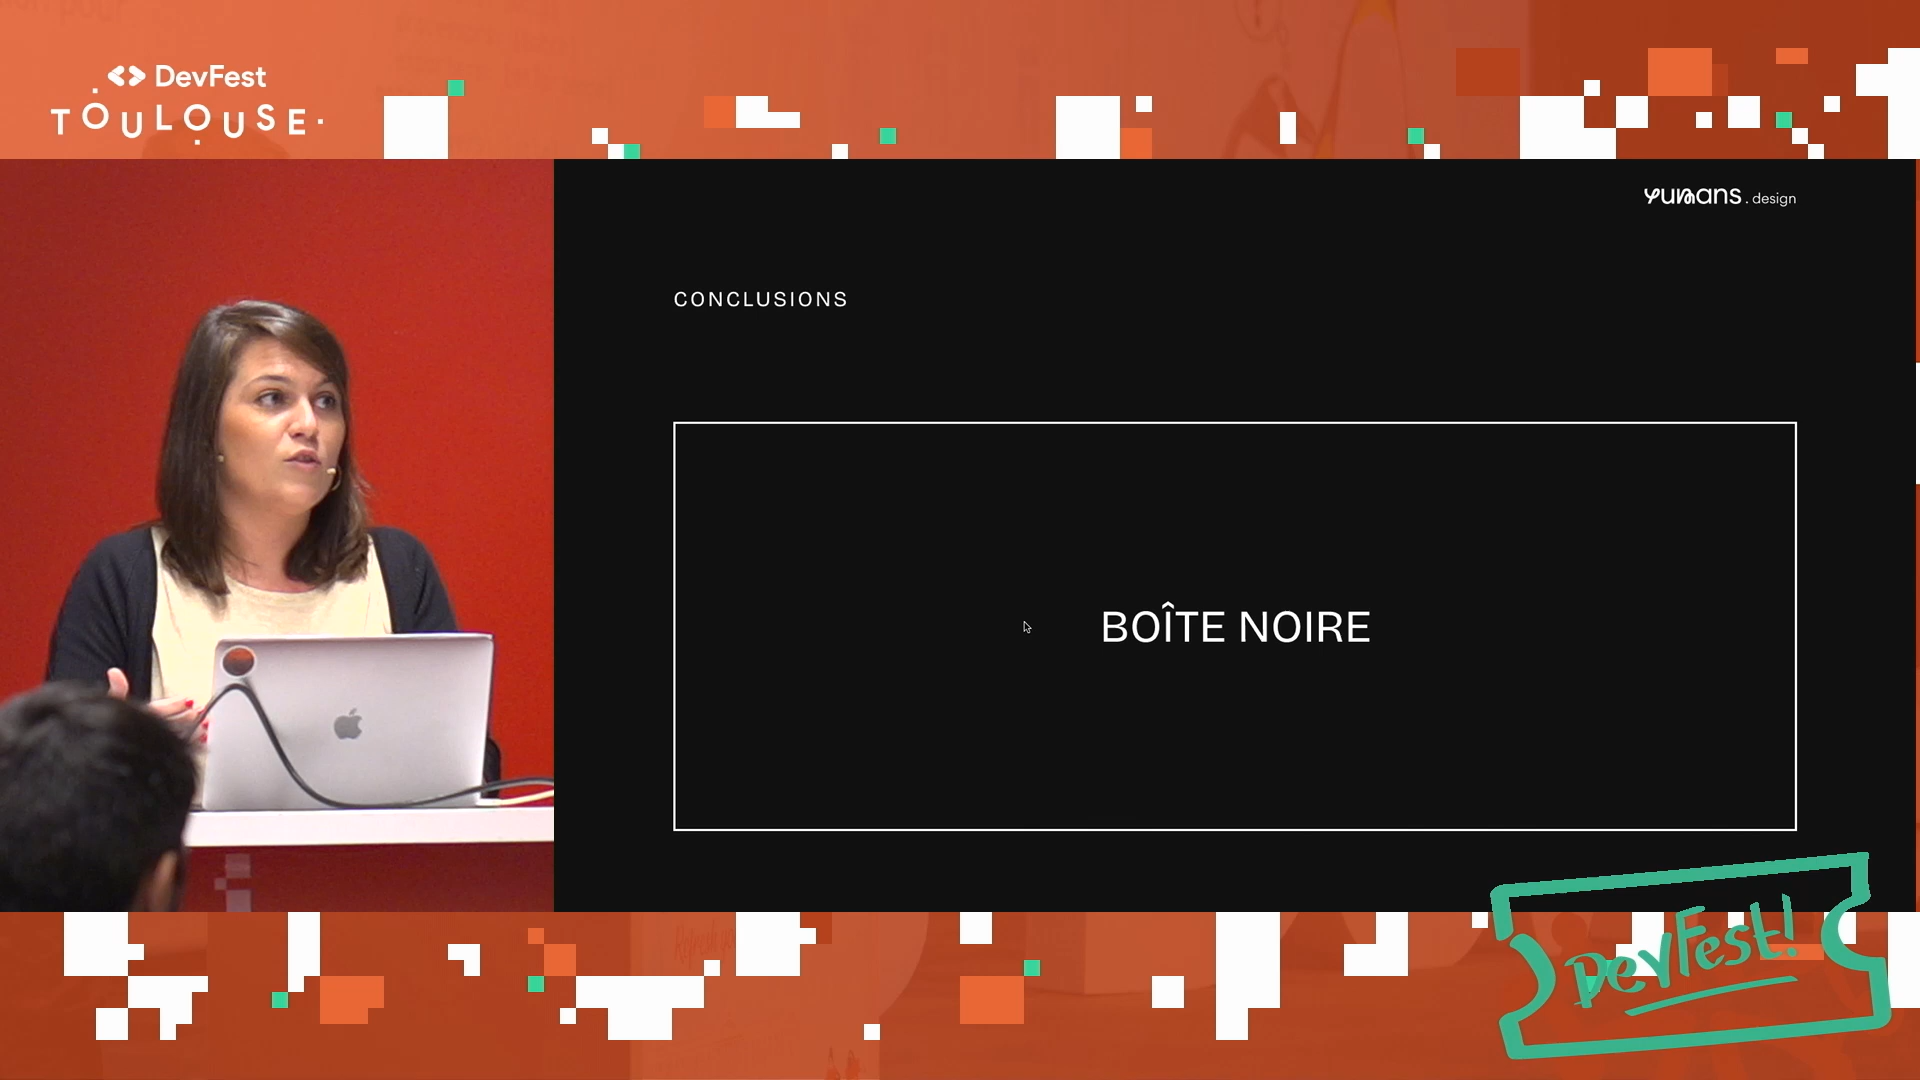 DevFest
TOULOUSE
yumans.design
CONCLUSIONS
BOÎTE NOIRE
DevFest!